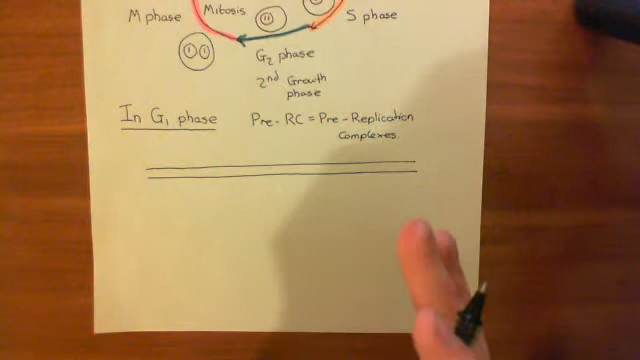 M phase
Mitosis
S phase
G₂ phase
2nd Growth
phase
In G₁ phase
Pre-RC = Pre-Replication
Complexes.